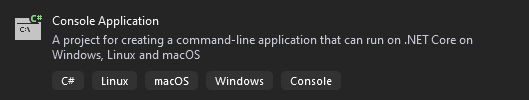 C#
C:\
Console Application
A project for creating a command-line application that can run on .NET Core on
Windows, Linux and macOS
C# Linux macOS Windows Console